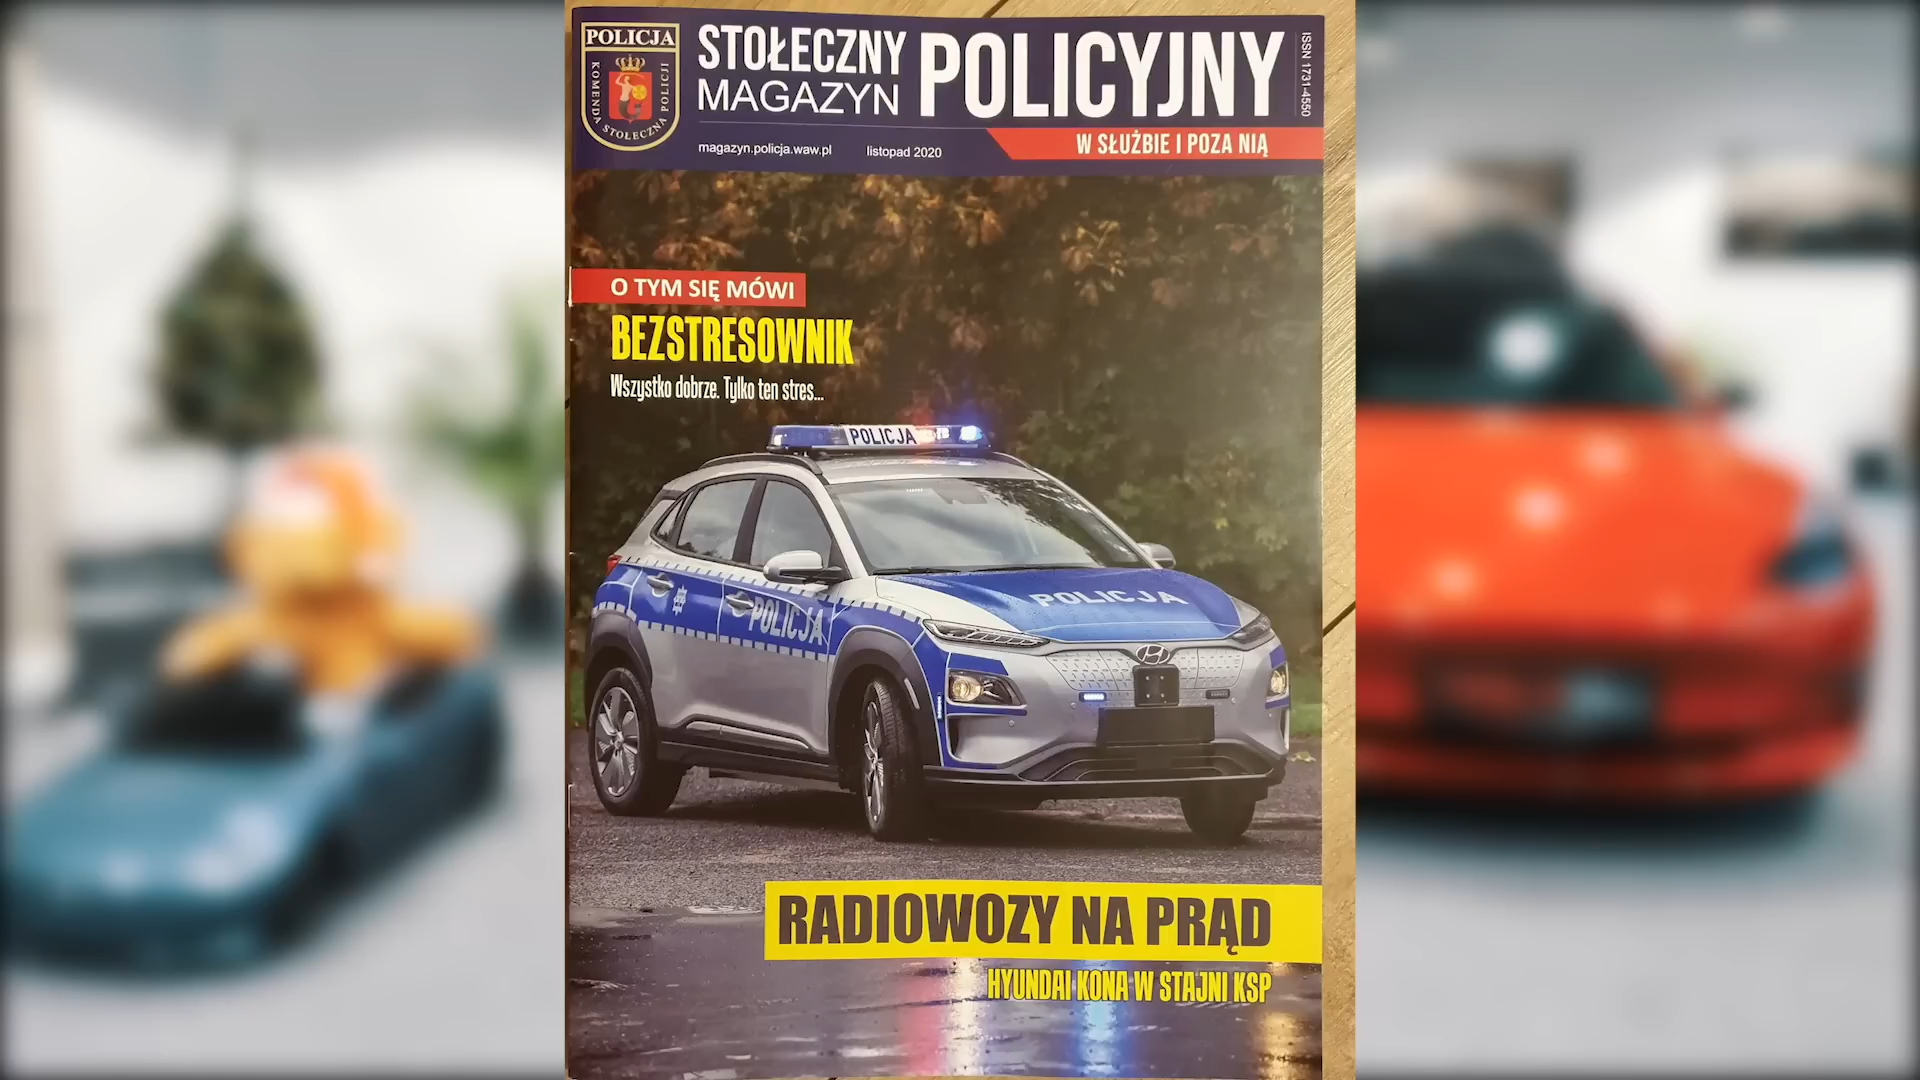 POLICJA
KOMENDA STOŁECZNA POLICJI
STOŁECZNY
MAGAZYN
POLICYJNY
ISSN 1731-4550
W SŁUŻBIE I POZA NIĄ
magazyn.policja.waw.pl
listopad 2020
O TYM SIĘ MÓWI
BEZSTRESOWNIK
Wszystko dobrze. Tylko ten stres...
POLICJA
POLICJA
POLICJA
RADIOWOZY NA PRĄD
HYUNDAI KONA W STAJNI KSP